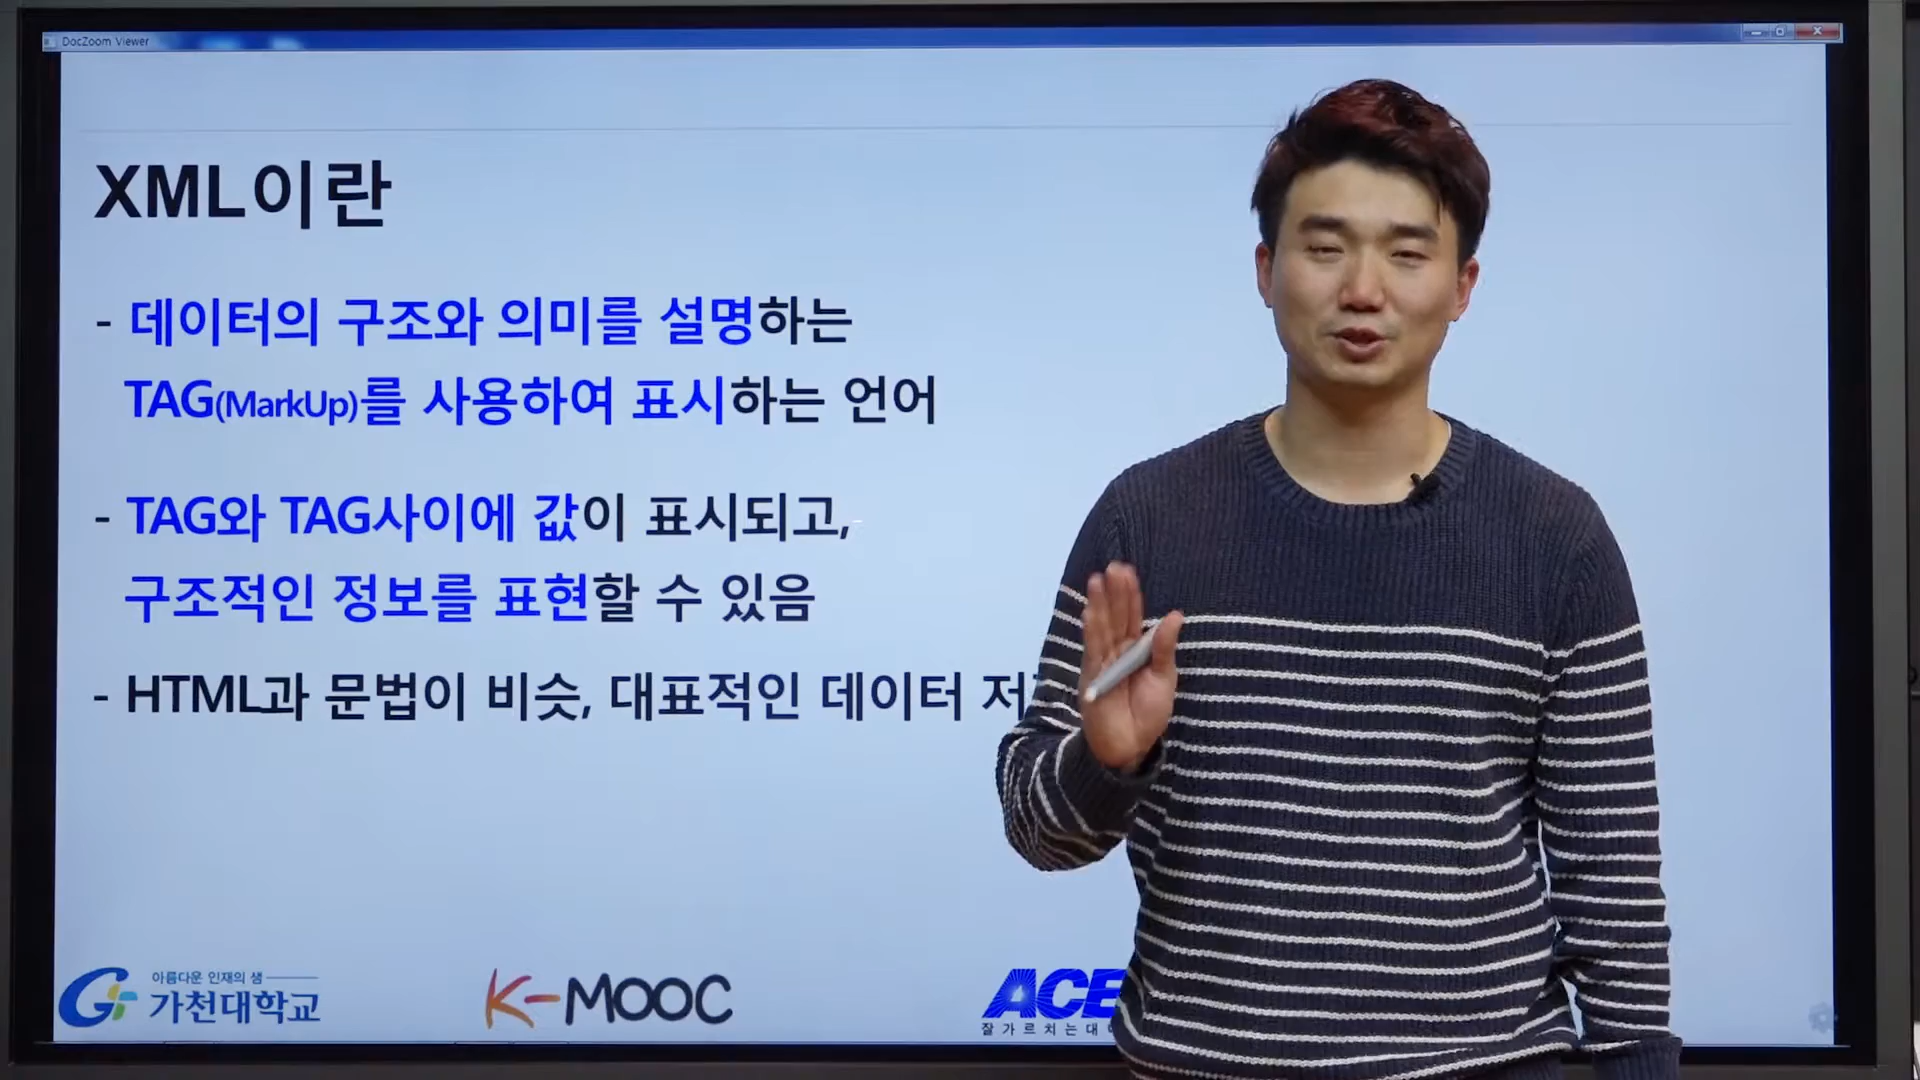 DocZoom Viewer
XML이란
- 데이터의 구조와 의미를 설명하는
TAG(MarkUp)를 사용하여 표시하는 언어
- TAG와 TAG사이에 값이 표시되고,
구조적인 정보를 표현할 수 있음
- HTML과 문법이 비슷, 대표적인 데이터
아름다운 인재의 샘
가천대학교
K-MOOC
ACE
잘가르치는대